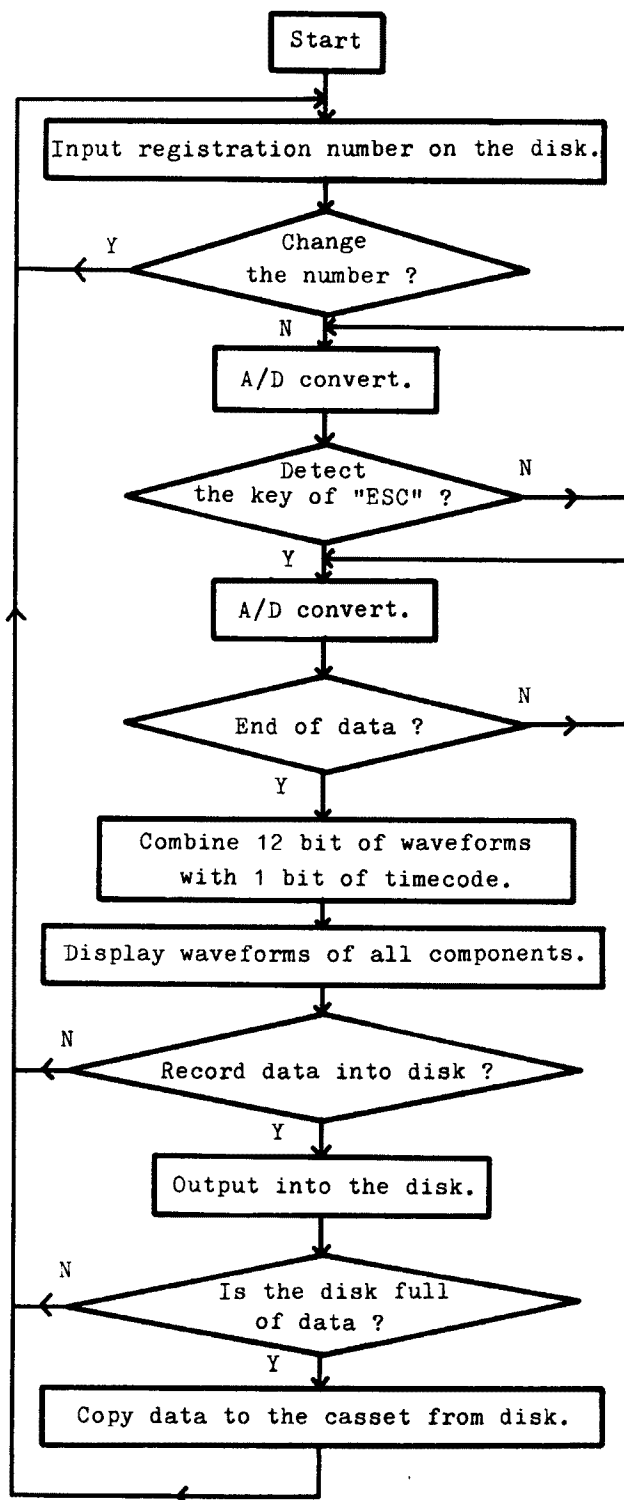 Start
Input registration number on the disk.
Y
Change
the number ?
N
A/D convert.
Detect
the key of "ESC" ?
N
Y
A/D convert.
N
End of data ?
Y
Combine 12 bit of waveforms
with 1 bit of timecode.
Display waveforms of all components.
N
Record data into disk ?
Y
Output into the disk.
N
Is the disk full
of data ?
Y
Copy data to the casset from disk.